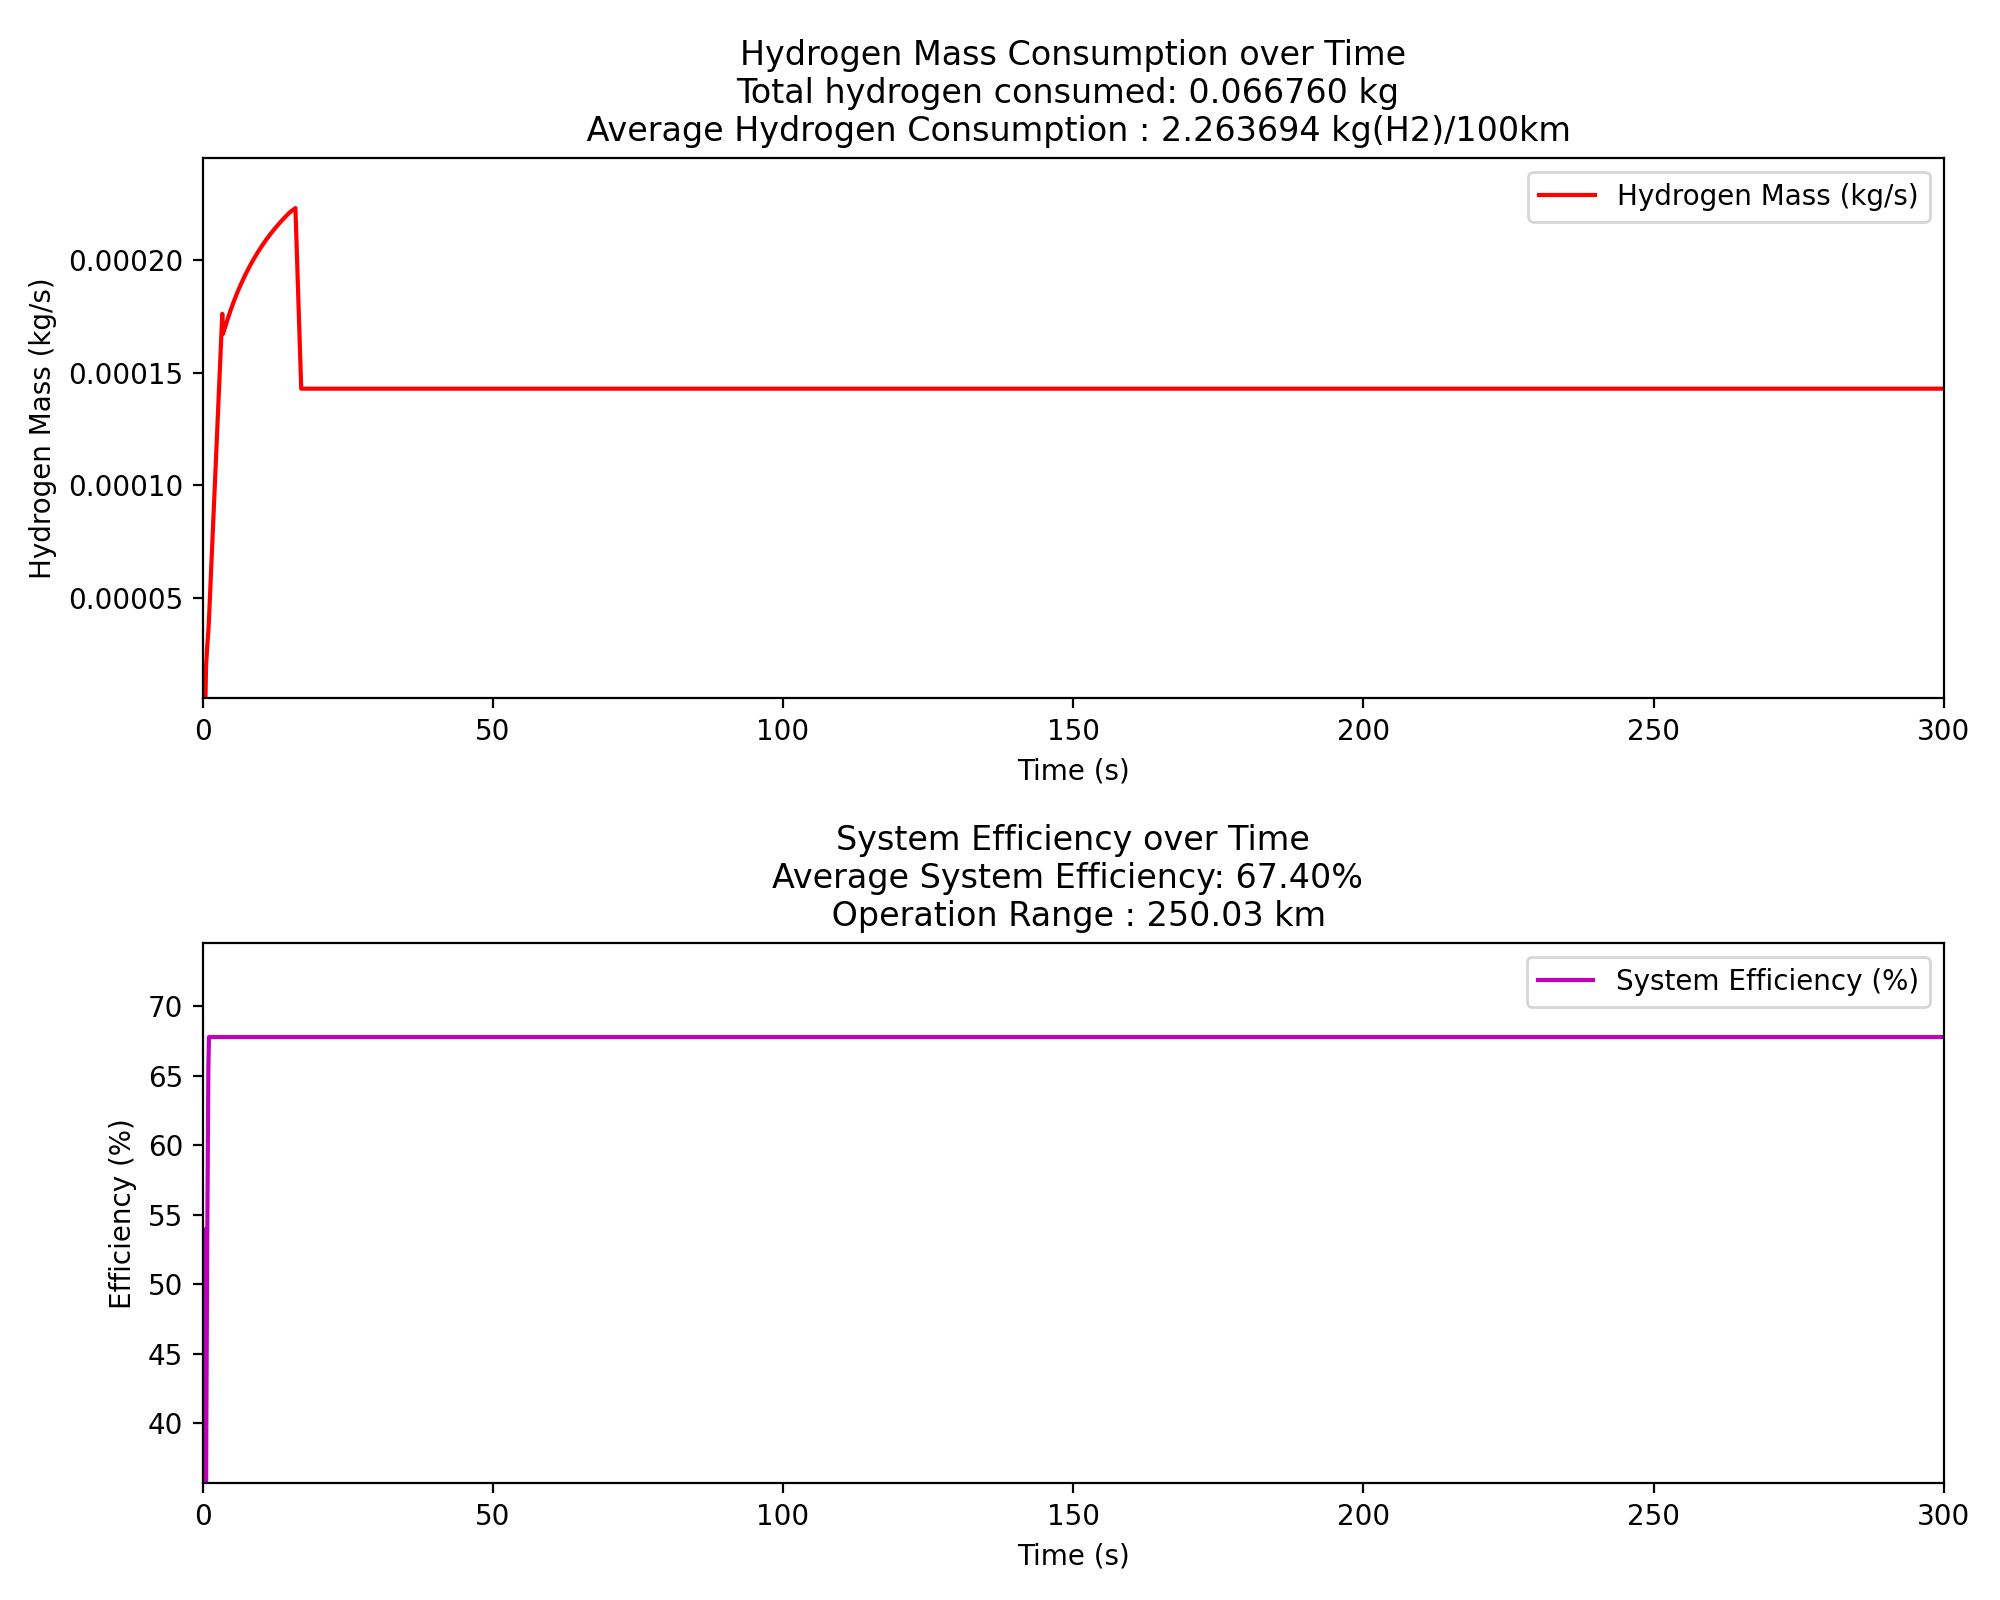 Hydrogen Mass Consumption over Time
Total hydrogen consumed: 0.066760 kg
Average Hydrogen Consumption : 2.263694 kg(H2)/100km
Hydrogen Mass (kg/s)
Hydrogen Mass (kg/s)
0.00020
0.00015
0.00010
0.00005
0 50 100 150 200 250 300
Time (s)
System Efficiency over Time
Average System Efficiency: 67.40%
Operation Range : 250.03 km
System Efficiency (%)
Efficiency (%)
70
65
60
55
50
45
40
0 50 100 150 200 250 300
Time (s)